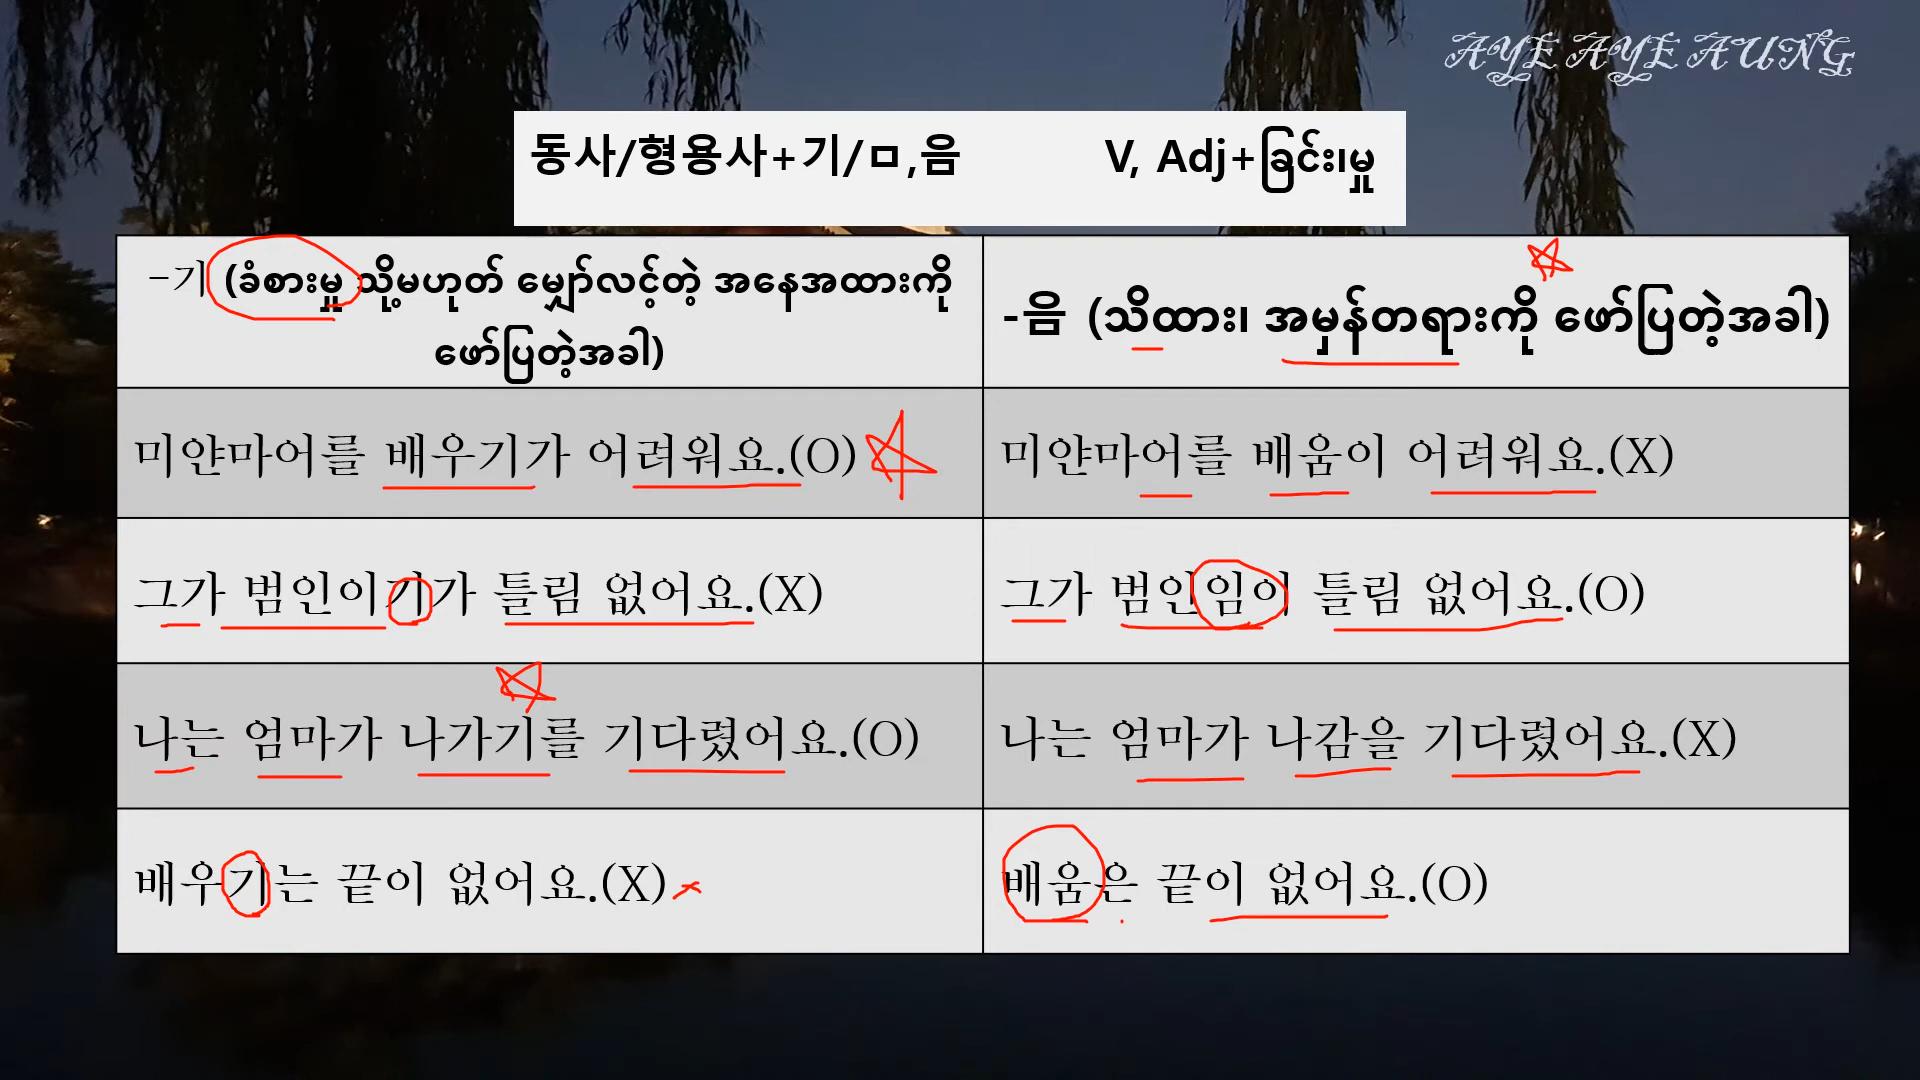 AYE AYE AUNG
동사/형용사+기/ㅁ,음 V, Adj+ခြင်း၊မှု
-기 (ခံစားမှု သို့မဟုတ် မျှော်လင့်တဲ့ အနေအထားကို
ဖော်ပြတဲ့အခါ)
-음 (သိထား၊ အမှန်တရားကို ဖော်ပြတဲ့အခါ)
미얀마어를 배우기가 어려워요.(O)
미얀마어를 배움이 어려워요.(X)
그가 범인이기가 틀림 없어요.(X)
그가 범인임이 틀림 없어요.(O)
나는 엄마가 나가기를 기다렸어요.(O)
나는 엄마가 나감을 기다렸어요.(X)
배우기는 끝이 없어요.(X)
배움은 끝이 없어요.(O)